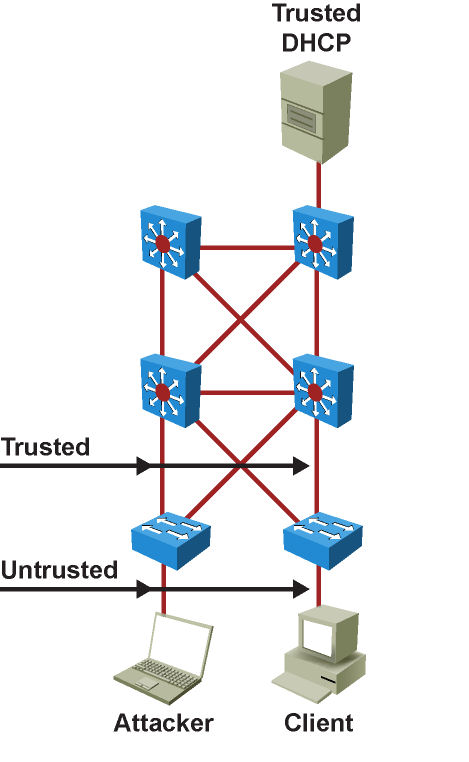 Trusted
DHCP
Trusted
Untrusted
Attacker
Client